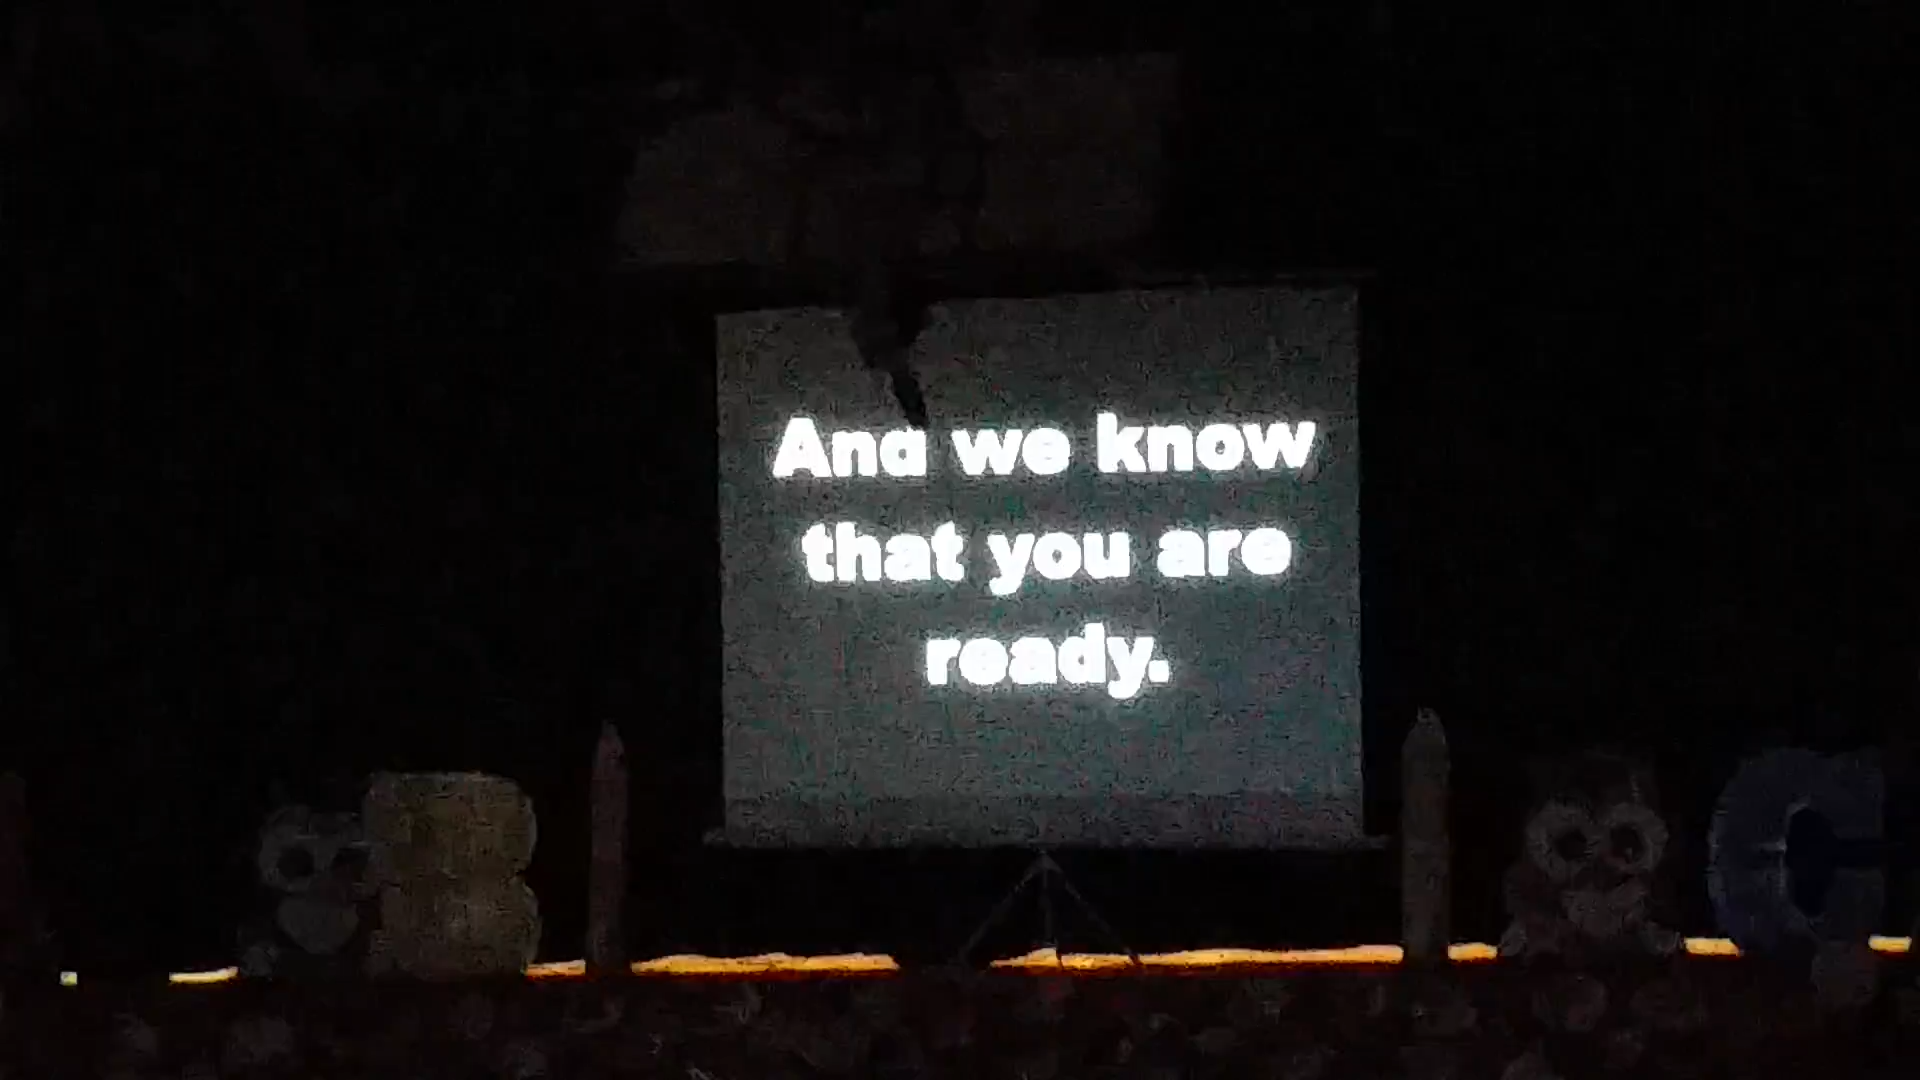 And we know
that you are
ready.
B
C